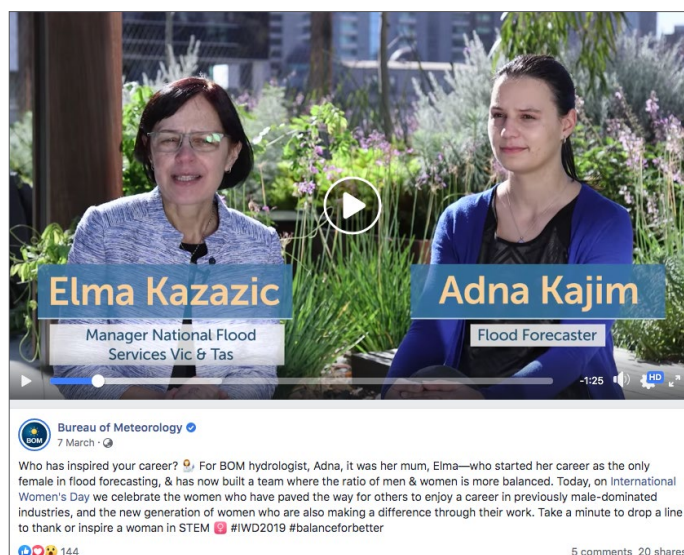 Elma Kazazic
Manager National Flood
Services Vic & Tas
Adna Kajim
Flood Forecaster
-1:25
HD
BOM
Bureau of Meteorology
7 March ·
Who has inspired your career? 💁 For BOM hydrologist, Adna, it was her mum, Elma—who started her career as the only
female in flood forecasting, & has now built a team where the ratio of men & women is more balanced. Today, on International
Women's Day we celebrate the women who have paved the way for others to enjoy a career in previously male-dominated
industries, and the new generation of women who are also making a difference through their work. Take a minute to drop a line
to thank or inspire a woman in STEM 🚺 #IWD2019 #balanceforbetter
144
5 comments 20 shares